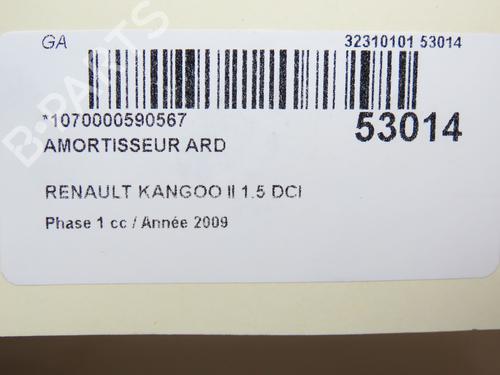 GA 32310101 53014
*1070000590567 53014
AMORTISSEUR ARD
RENAULT KANGOO II 1.5 DCI
Phase 1 cc / Année 2009
B-PARTS